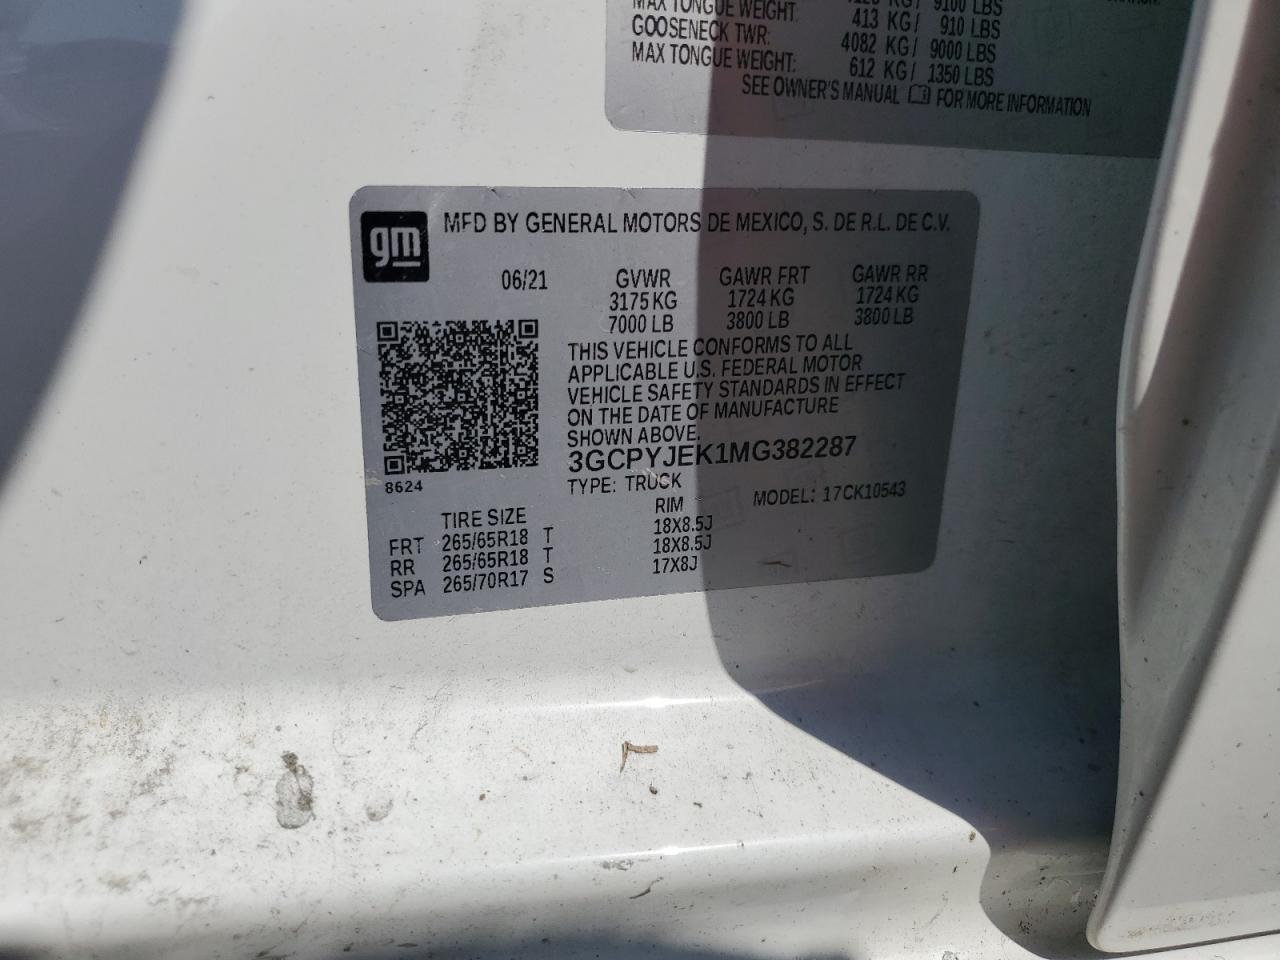 MAX TONGUE WEIGHT: 413 KG/ 910 LBS
GOOSENECK TWR: 4082 KG/ 9000 LBS
MAX TONGUE WEIGHT: 612 KG/ 1350 LBS
SEE OWNER'S MANUAL FOR MORE INFORMATION
gm
MFD BY GENERAL MOTORS DE MEXICO, S. DE R.L. DE C.V.
06/21 GVWR GAWR FRT GAWR RR
3175 KG 1724 KG 1724 KG
7000 LB 3800 LB 3800 LB
THIS VEHICLE CONFORMS TO ALL
APPLICABLE U.S. FEDERAL MOTOR
VEHICLE SAFETY STANDARDS IN EFFECT
ON THE DATE OF MANUFACTURE
SHOWN ABOVE.
3GCPYJEK1MG382287
8624
TYPE: TRUCK MODEL: 17CK10543
TIRE SIZE RIM
FRT 265/65R18 T 18X8.5J
RR 265/65R18 T 18X8.5J
SPA 265/70R17 S 17X8J